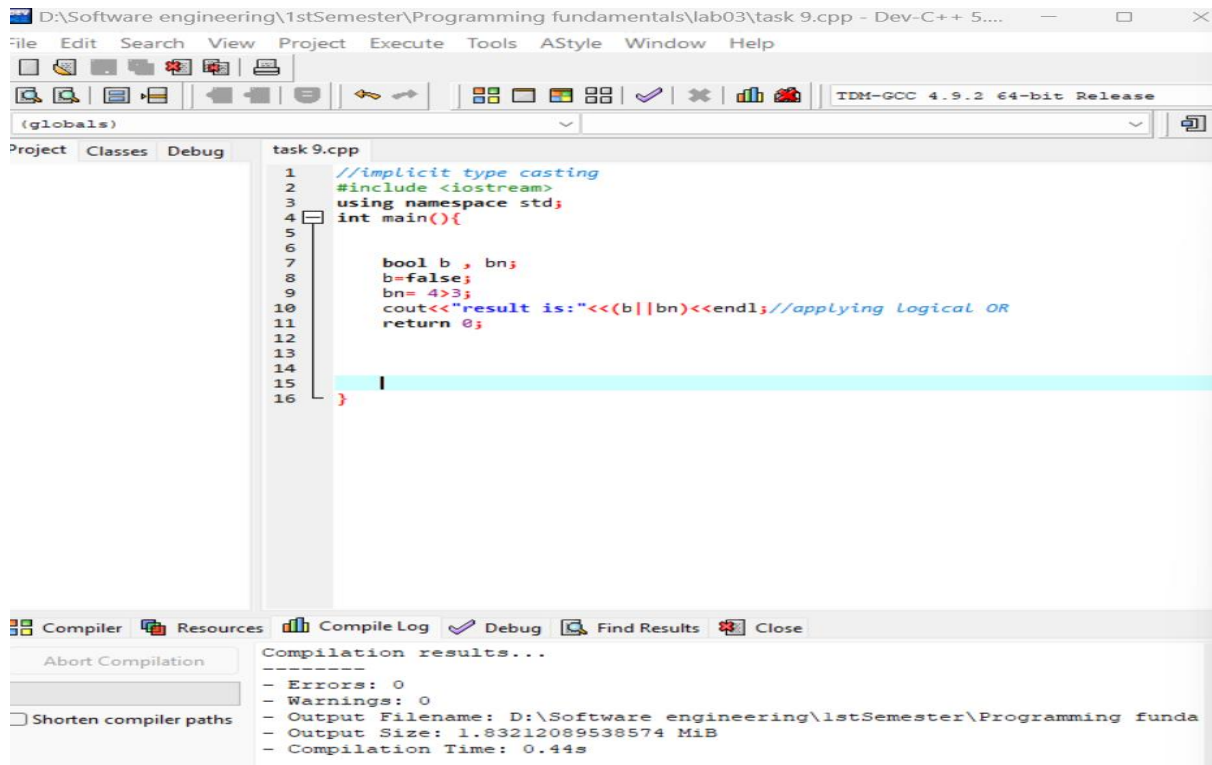 D:\Software engineering\1stSemester\Programming fundamentals\lab03\task 9.cpp - Dev-C++ 5....
File Edit Search View Project Execute Tools AStyle Window Help
TDM-GCC 4.9.2 64-bit Release
(globals)
Project Classes Debug
task 9.cpp
1 //implicit type casting
2 #include <iostream>
3 using namespace std;
4 int main(){
5
6
7 bool b , bn;
8 b=false;
9 bn= 4>3;
10 cout<<"result is:"<<(b||bn)<<endl;//applying Logical OR
11 return 0;
12
13
14
15
16 }
Compiler Resources Compile Log Debug Find Results Close
Abort Compilation
Shorten compiler paths
Compilation results...
--------
- Errors: 0
- Warnings: 0
- Output Filename: D:\Software engineering\1stSemester\Programming funda
- Output Size: 1.83212089538574 MiB
- Compilation Time: 0.44s